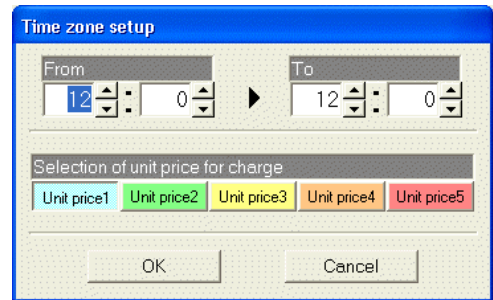 Time zone setup
From To
12 : 0 12 : 0
Selection of unit price for charge
Unit price1 Unit price2 Unit price3 Unit price4 Unit price5
OK Cancel